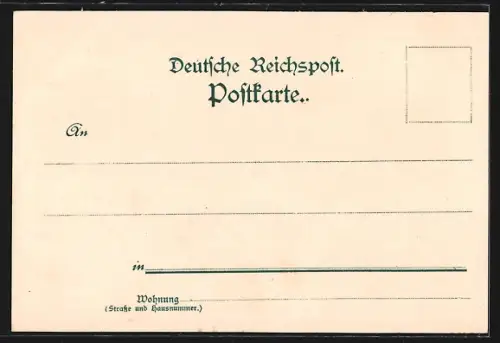 Deutsche Reichspost.
Postkarte.
An
in
Wohnung
(Straße und Hausnummer.)